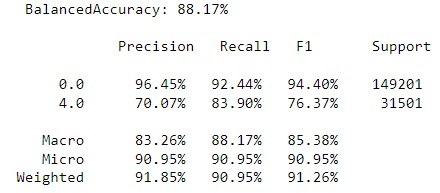 BalancedAccuracy: 88.17%
Precision Recall F1 Support
0.0 96.45% 92.44% 94.40% 149201
4.0 70.07% 83.90% 76.37% 31501
Macro 83.26% 88.17% 85.38%
Micro 90.95% 90.95% 90.95%
Weighted 91.85% 90.95% 91.26%